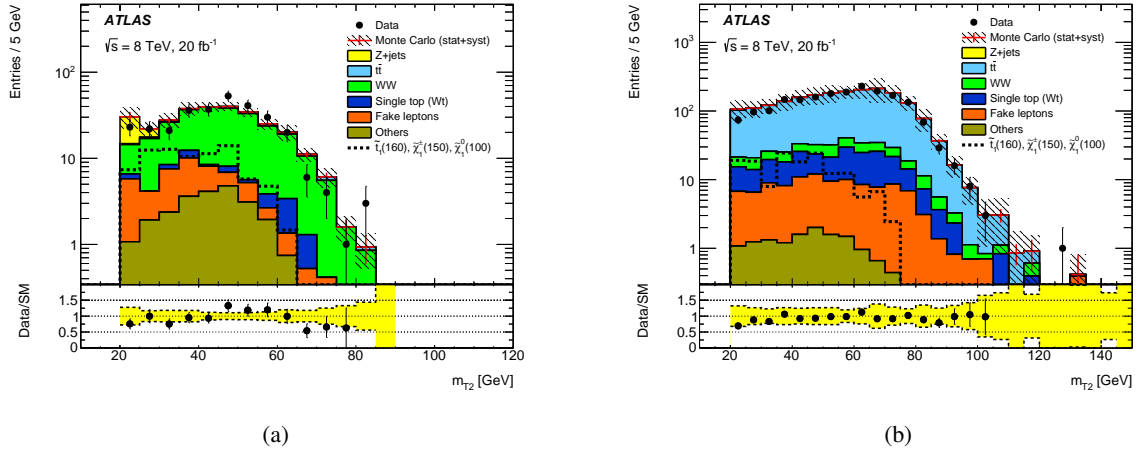 ATLAS
√s = 8 TeV, 20 fb⁻¹
Data
Monte Carlo (stat+syst)
Z+jets
tt̄
WW
Single top (Wt)
Fake leptons
Others
t̃₁(160), χ̃₁⁺(150), χ̃₁⁰(100)
Entries / 5 GeV
10²
10
1
Data/SM
1.5
1
0.5
0
20 40 60 80 100 120
m_T2 [GeV]
(a)
ATLAS
√s = 8 TeV, 20 fb⁻¹
Data
Monte Carlo (stat+syst)
Z+jets
tt̄
WW
Single top (Wt)
Fake leptons
Others
t̃₁(160), χ̃₁⁺(150), χ̃₁⁰(100)
Entries / 5 GeV
10³
10²
10
1
Data/SM
1.5
1
0.5
0
20 40 60 80 100 120 140
m_T2 [GeV]
(b)